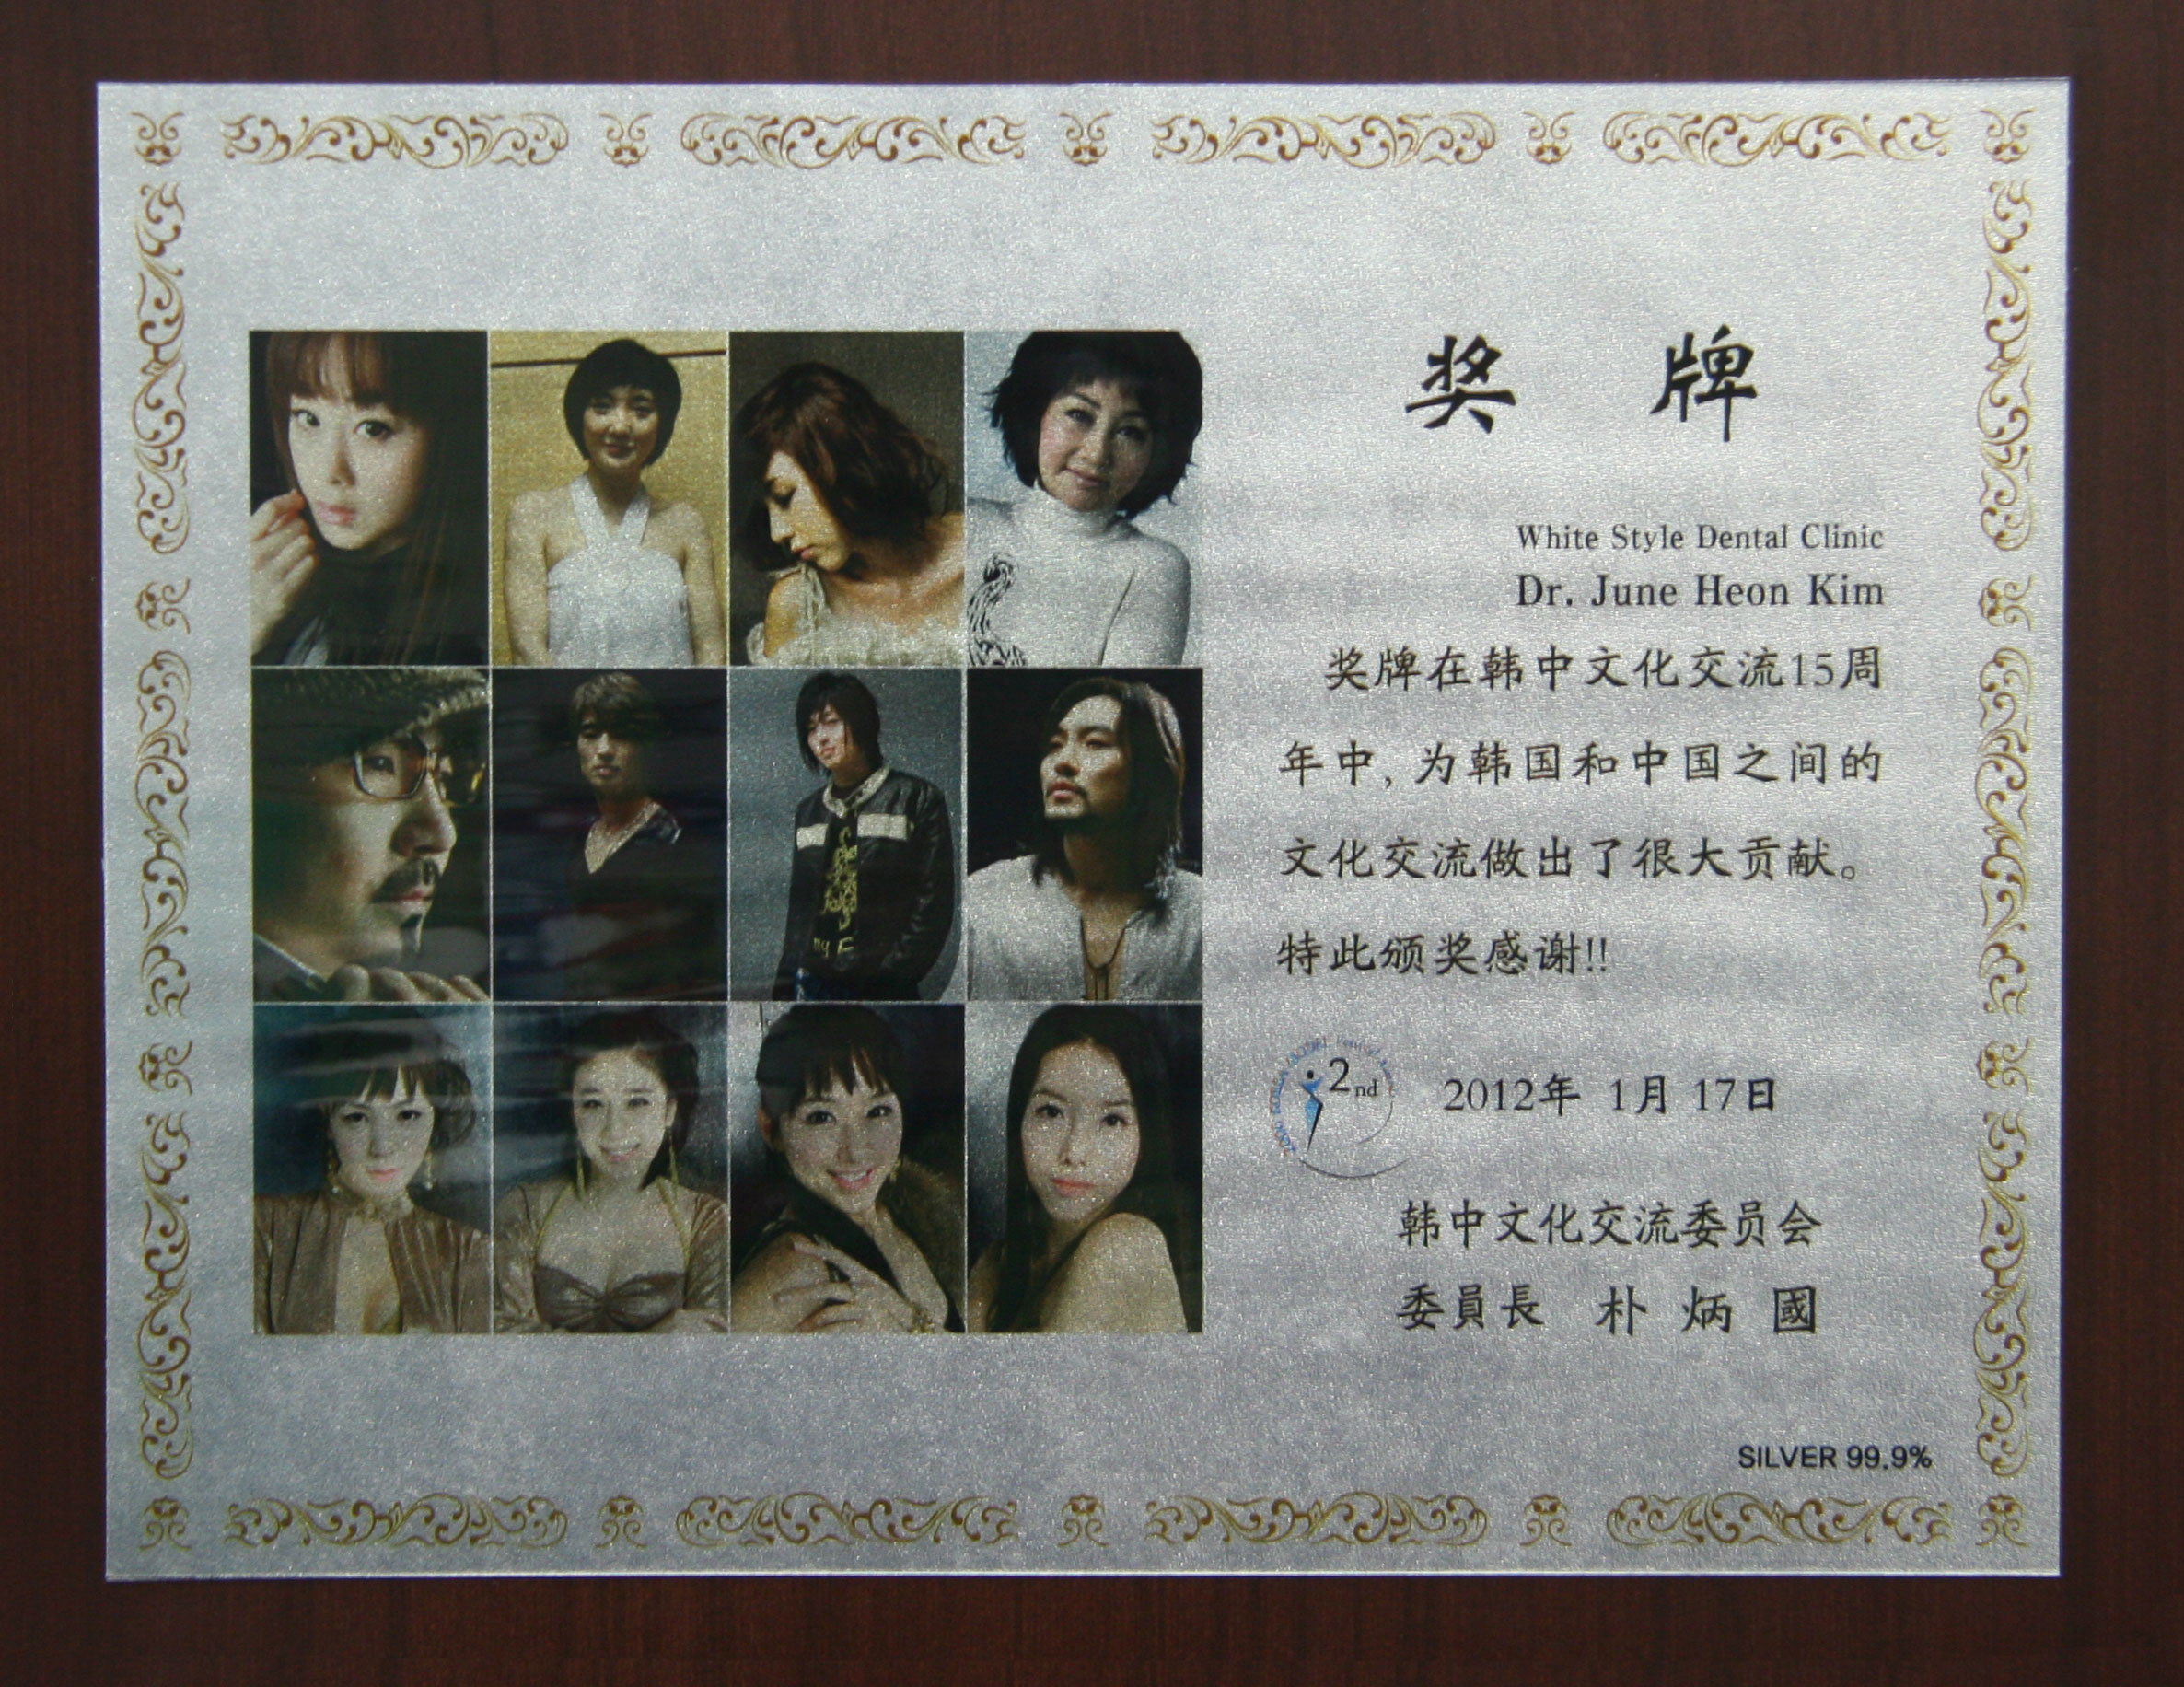 奖 牌
White Style Dental Clinic
Dr. June Heon Kim
奖牌在韩中文化交流15周
年中, 为韩国和中国之间的
文化交流做出了很大贡献。
特此颁奖感谢!!
2nd
2012年 1月 17日
韩中文化交流委员会
委員長 朴 炳 國
SILVER 99.9%